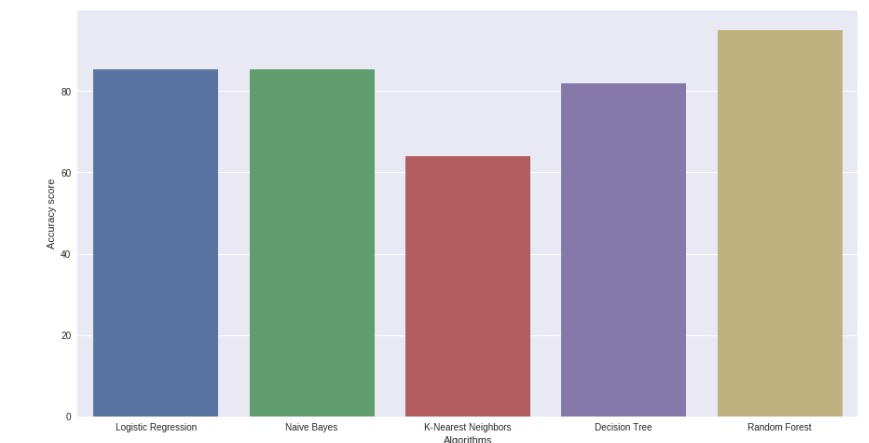 80
60
40
20
0
Accuracy score
Logistic Regression Naive Bayes K-Nearest Neighbors Decision Tree Random Forest
Algorithms